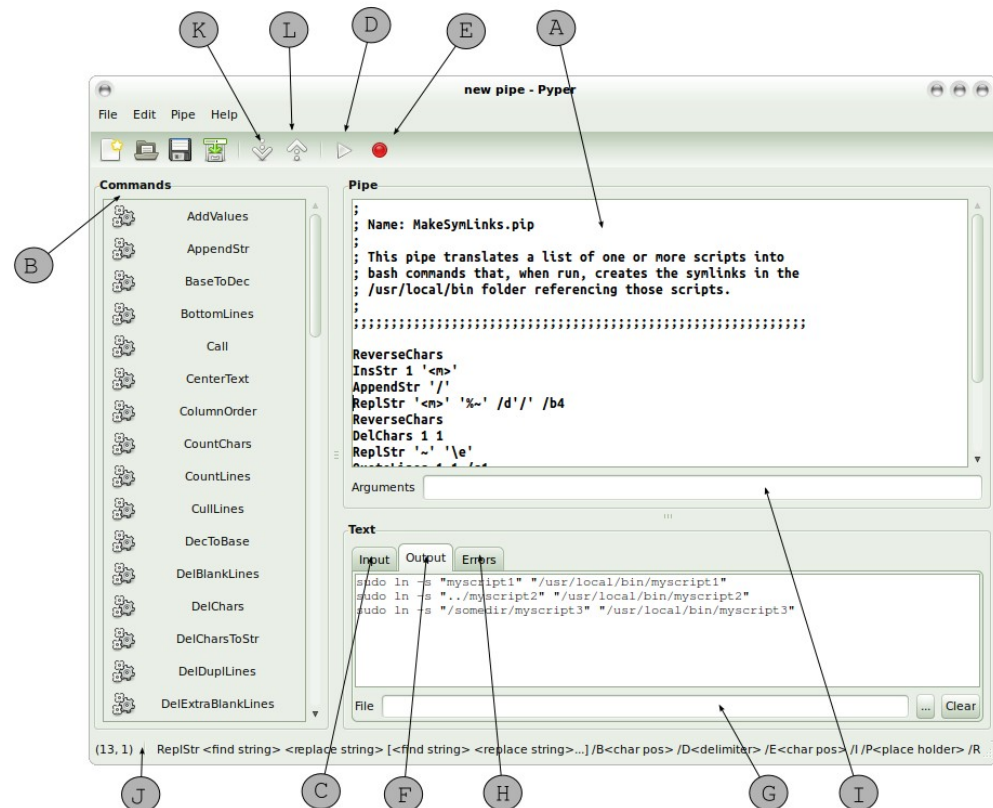 K
L
D
E
A
new pipe - Pyper
File Edit Pipe Help
Commands
AddValues
AppendStr
BaseToDec
BottomLines
Call
CenterText
ColumnOrder
CountChars
CountLines
CullLines
DecToBase
DelBlankLines
DelChars
DelCharsToStr
DelDuplLines
DelExtraBlankLines
B
Pipe
;
; Name: MakeSymLinks.pip
;
; This pipe translates a list of one or more scripts into
; bash commands that, when run, creates the symlinks in the
; /usr/local/bin folder referencing those scripts.
;
;;;;;;;;;;;;;;;;;;;;;;;;;;;;;;;;;;;;;;;;;;;;;;;;;;;;;;;;;;;;
ReverseChars
InsStr 1 '<m>'
AppendStr '/'
ReplStr '<m>' '%~' /d'/' /b4
ReverseChars
DelChars 1 1
ReplStr '~' '\e'
Arguments
Text
Input Output Errors
sudo ln -s "myscript1" "/usr/local/bin/myscript1"
sudo ln -s "../myscript2" "/usr/local/bin/myscript2"
sudo ln -s "/somedir/myscript3" "/usr/local/bin/myscript3"
File ... Clear
(13, 1) ReplStr <find string> <replace string> [<find string> <replace string>...] /B<char pos> /D<delimiter> /E<char pos> /I /P<place holder> /R
J
C
F
H
G
I